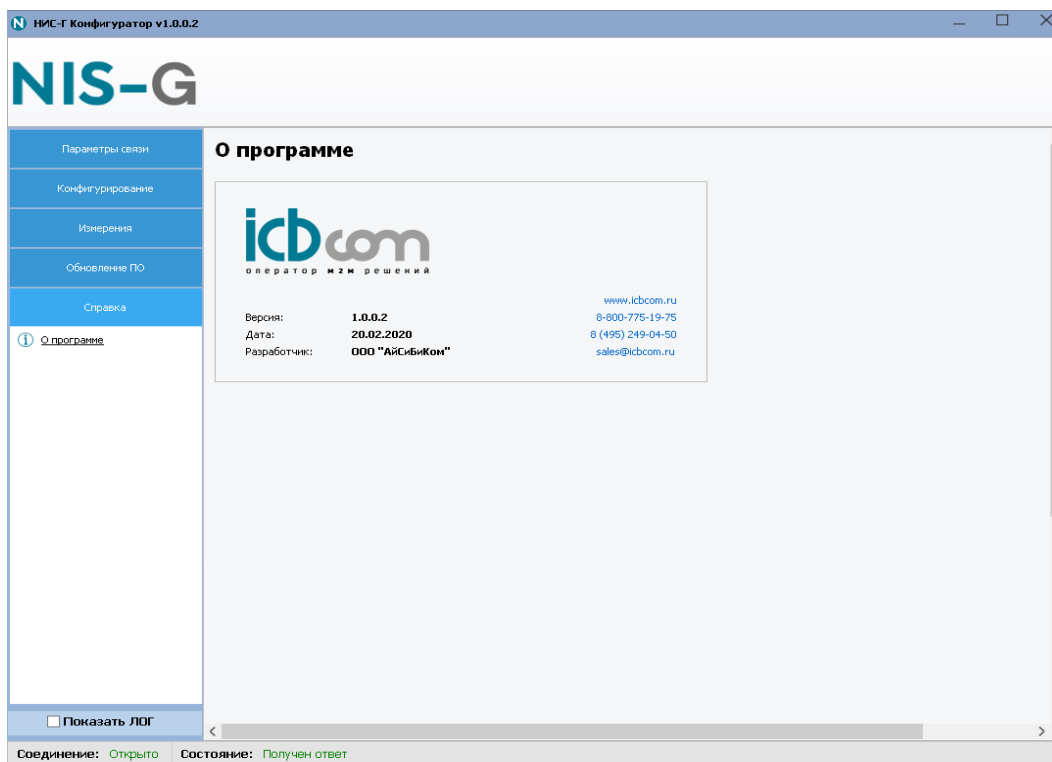 N НИС-Г Конфигуратор v1.0.0.2
NIS-G
Параметры связи
Конфигурирование
Измерения
Обновление ПО
Справка
i О программе
Показать ЛОГ
О программе
icbcom
оператор м2м решений
www.icbcom.ru
Версия: 1.0.0.2 8-800-775-19-75
Дата: 20.02.2020 8 (495) 249-04-50
Разработчик: ООО "АйСиБиКом" sales@icbcom.ru
Соединение: Открыто Состояние: Получен ответ